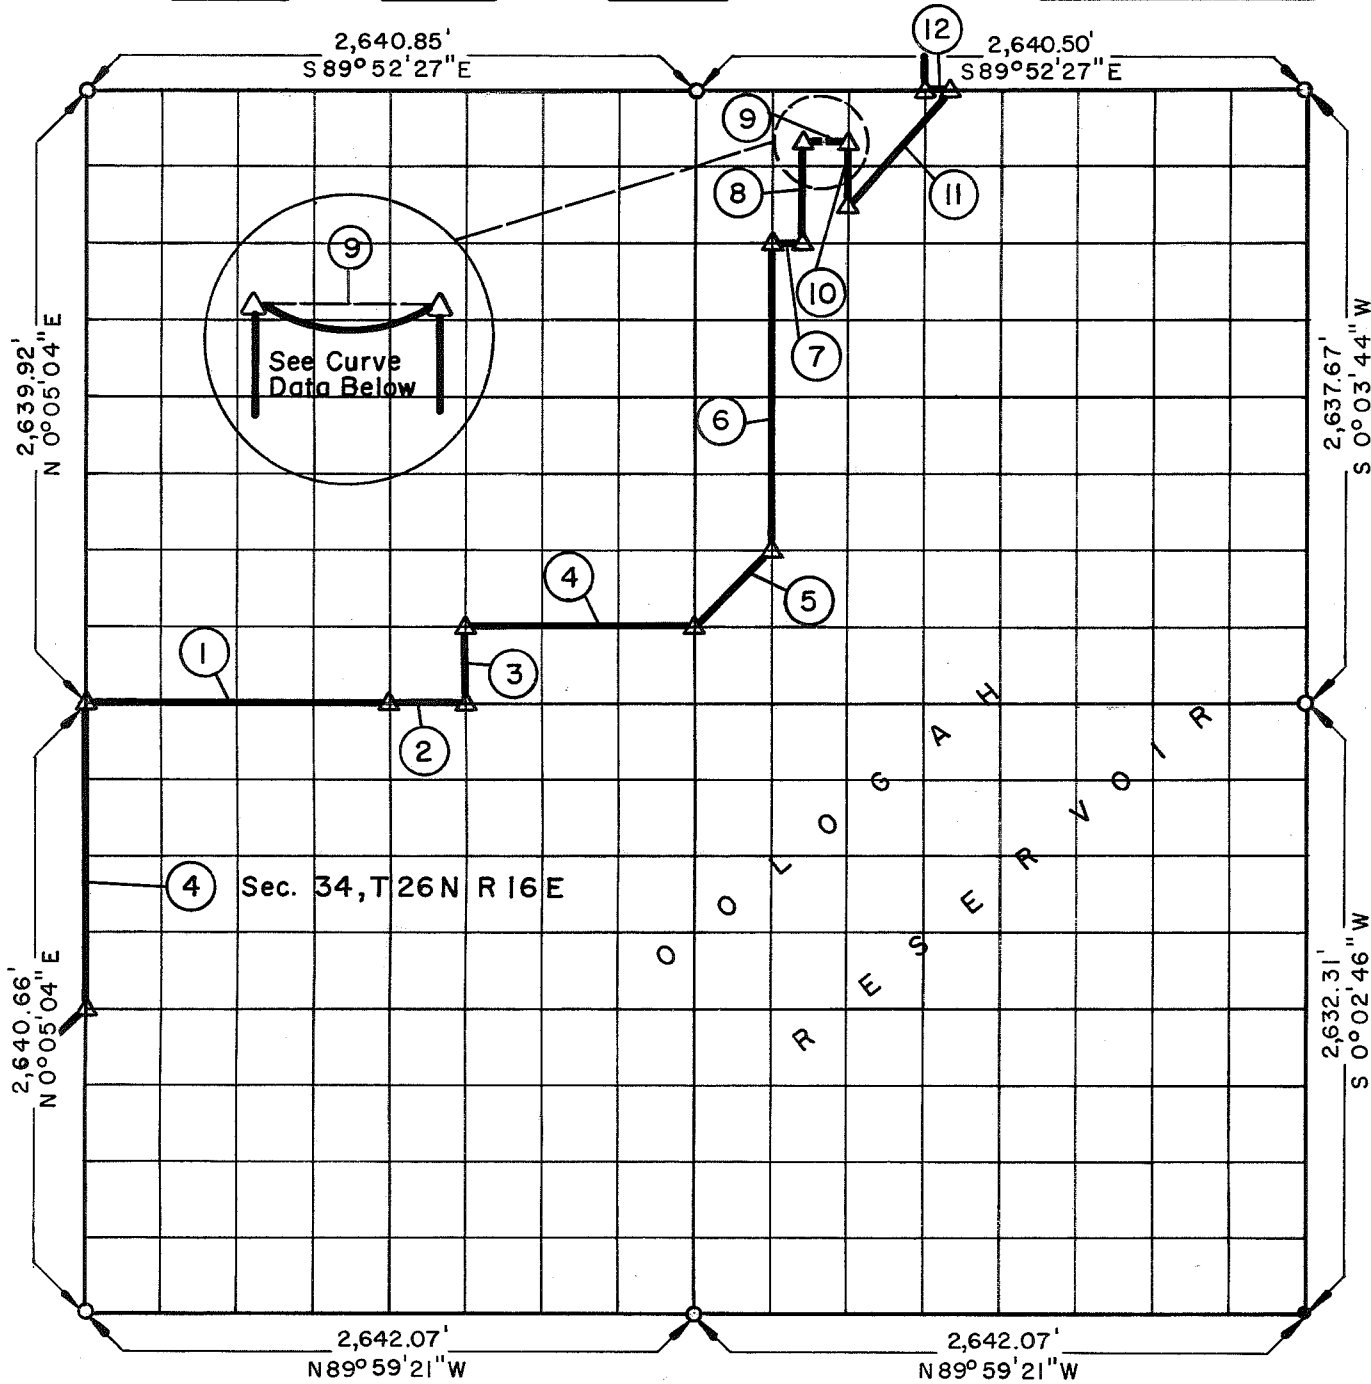 12
2,640.85'
S89°52'27"E
2,640.50'
S89°52'27"E
9
8
11
10
9
See Curve
Data Below
7
6
2,639.92'
N 0°05'04"E
2,637.67'
S 0°03'44"W
4
5
1
3
2
4
Sec. 34, T26N R16E
OOLOGAH
RESERVOIR
2,640.66'
N 0°05'04"E
2,632.31'
S 0°02'46"W
2,642.07'
N89°59'21"W
2,642.07'
N89°59'21"W